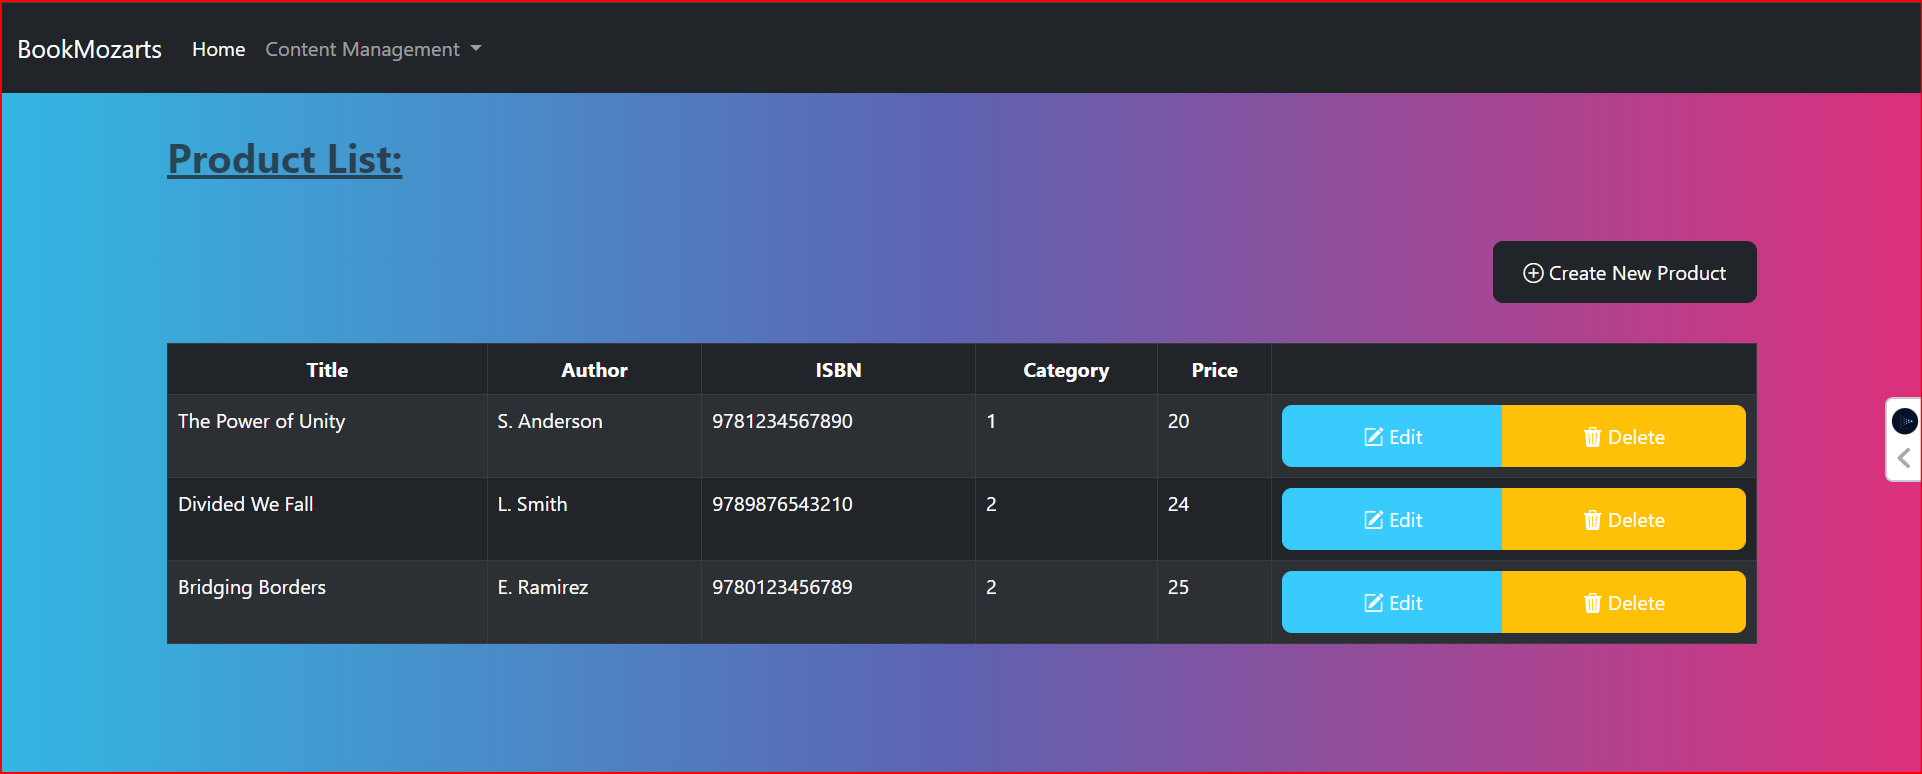 BookMozarts Home Content Management
Product List:
Create New Product
Title Author ISBN Category Price
The Power of Unity S. Anderson 9781234567890 1 20 Edit Delete
Divided We Fall L. Smith 9789876543210 2 24 Edit Delete
Bridging Borders E. Ramirez 9780123456789 2 25 Edit Delete